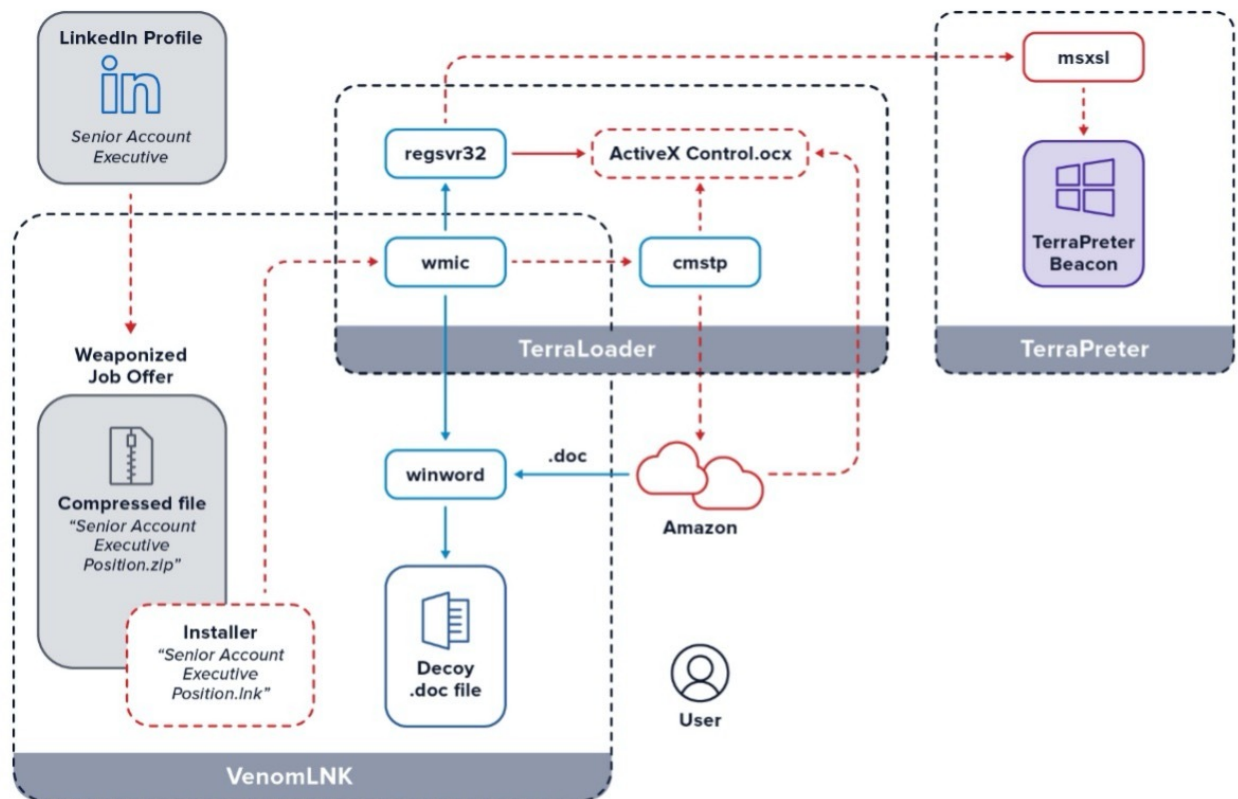 LinkedIn Profile
in
Senior Account
Executive
Weaponized
Job Offer
Compressed file
“Senior Account
Executive
Position.zip”
Installer
“Senior Account
Executive
Position.lnk”
VenomLNK
regsvr32
ActiveX Control.ocx
wmic
cmstp
TerraLoader
winword
.doc
Amazon
Decoy
.doc file
User
msxsl
TerraPreter
Beacon
TerraPreter